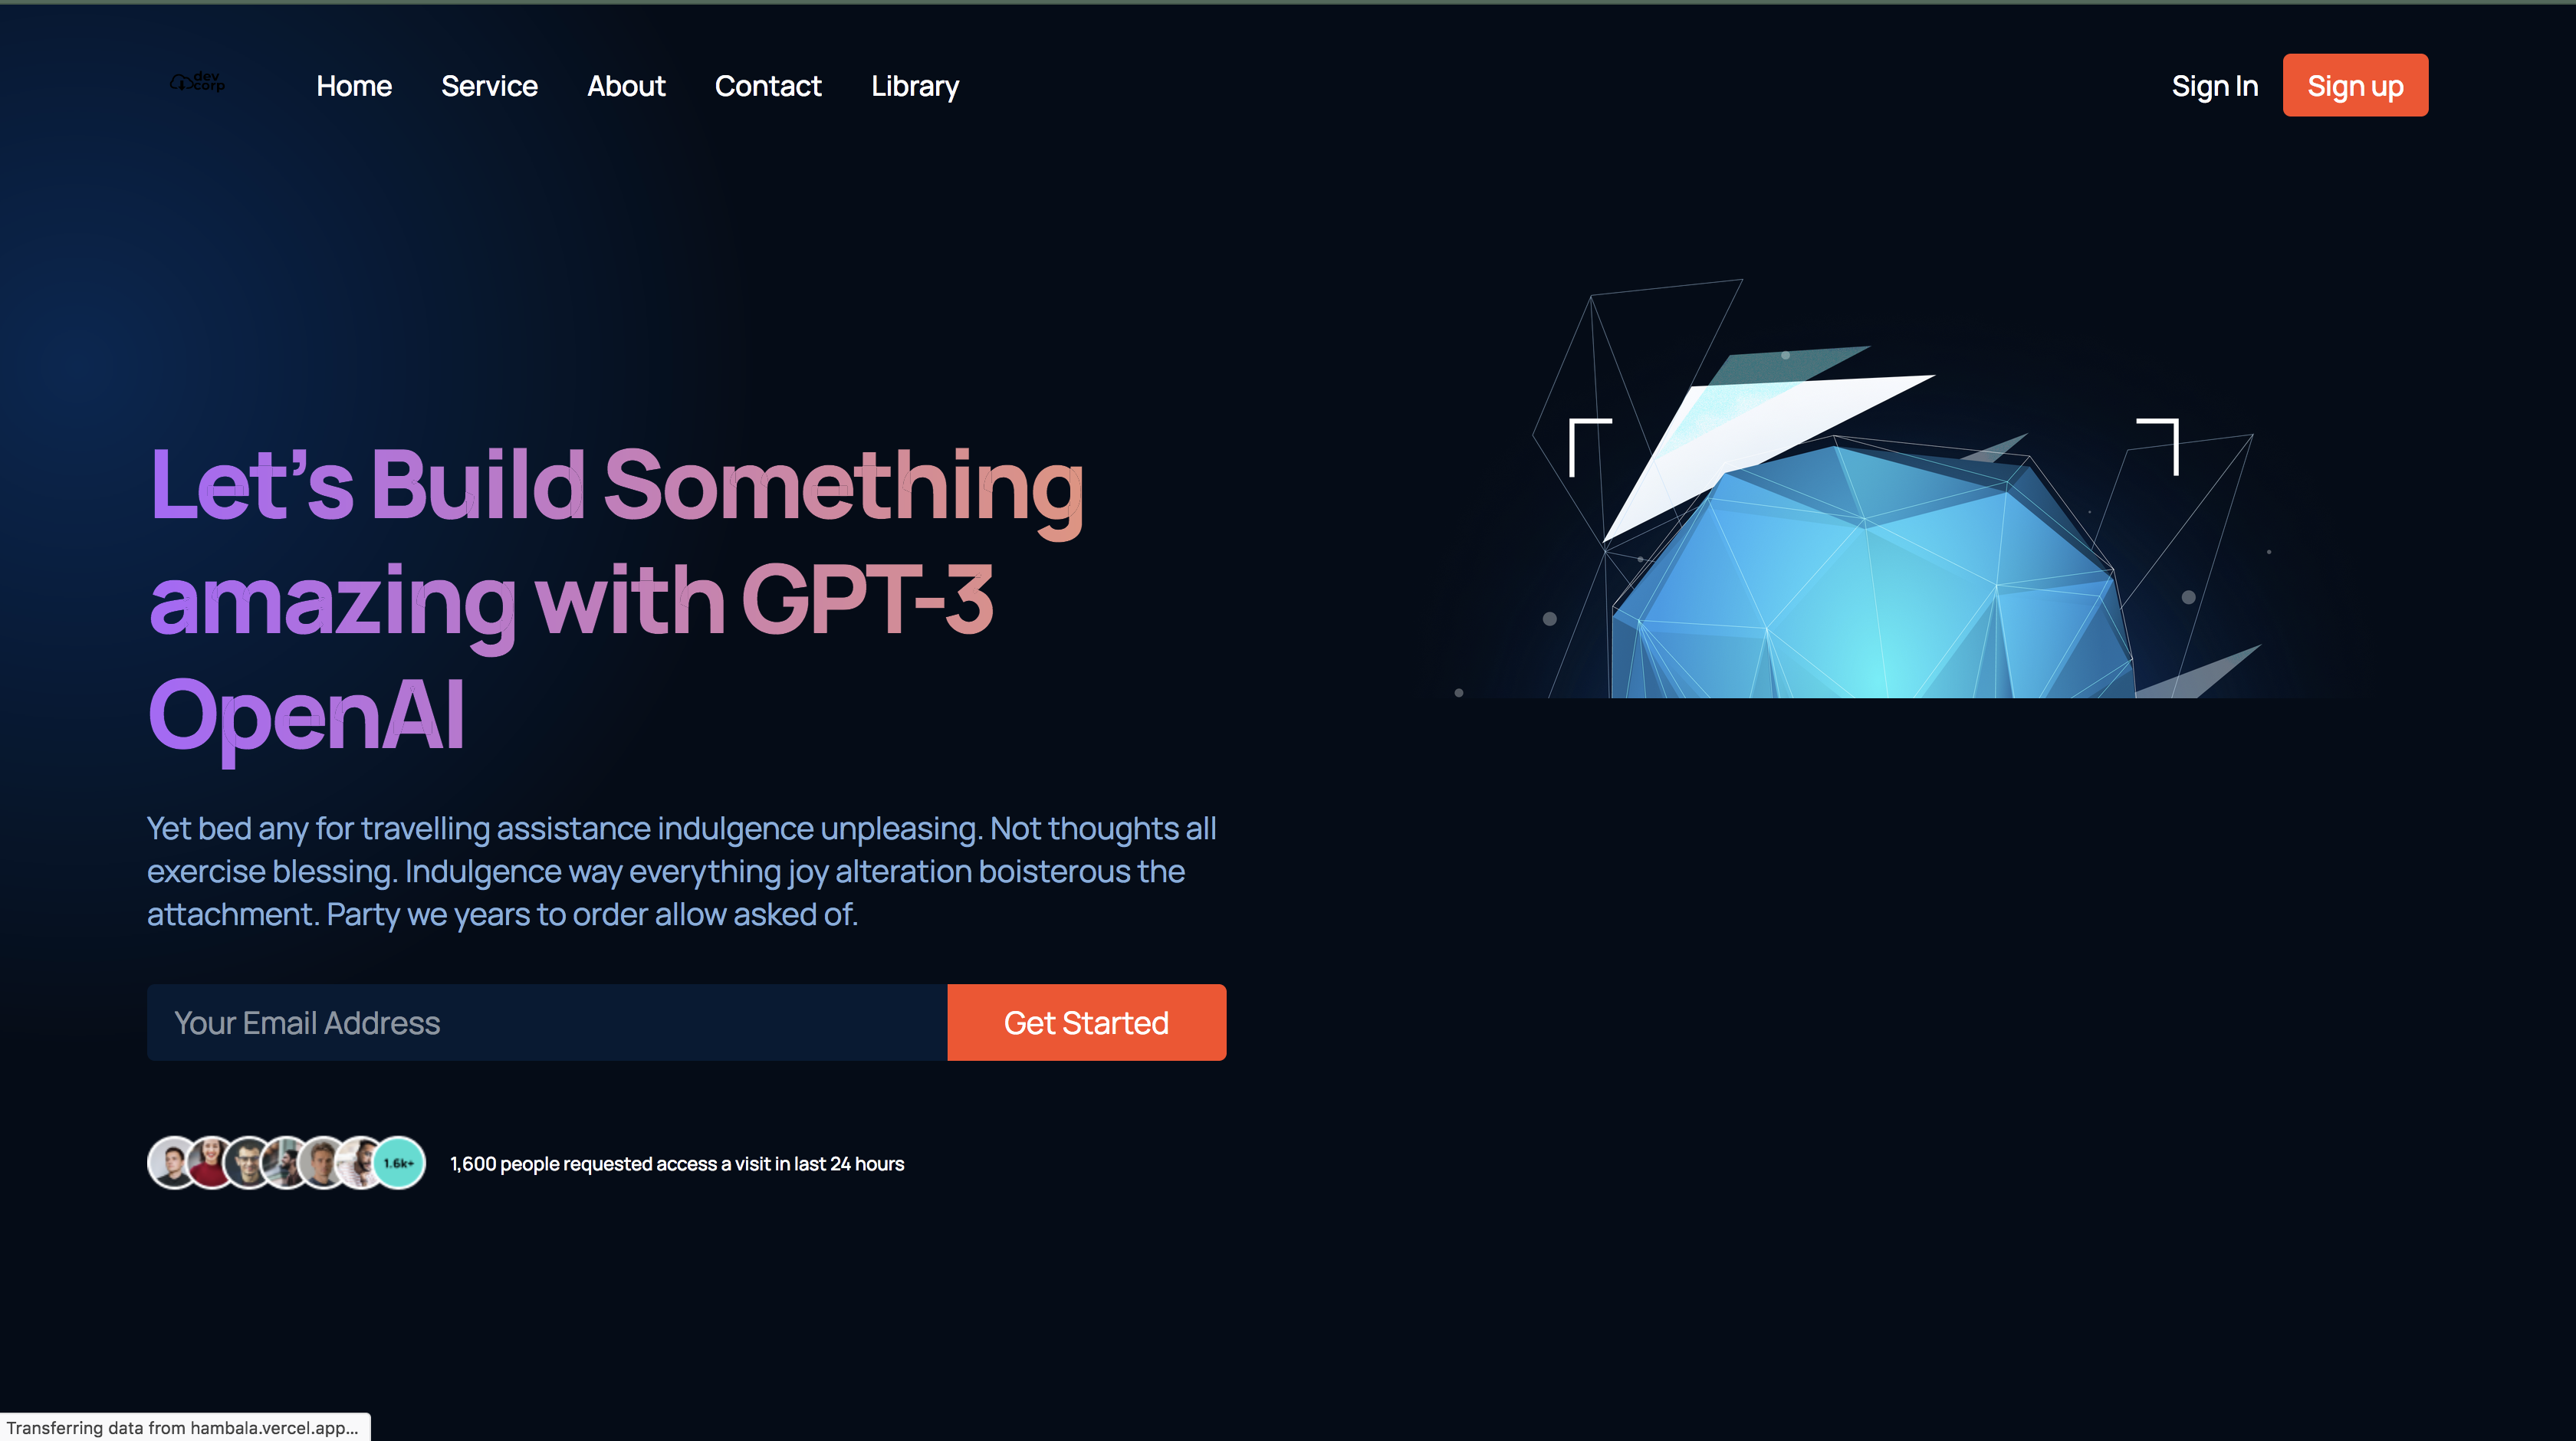 dev
corp
Home Service About Contact Library
Sign In Sign up
Let's Build Something
amazing with GPT-3
OpenAI
Yet bed any for travelling assistance indulgence unpleasing. Not thoughts all
exercise blessing. Indulgence way everything joy alteration boisterous the
attachment. Party we years to order allow asked of.
Your Email Address Get Started
1.6k+ 1,600 people requested access a visit in last 24 hours
Transferring data from hambala.vercel.app...